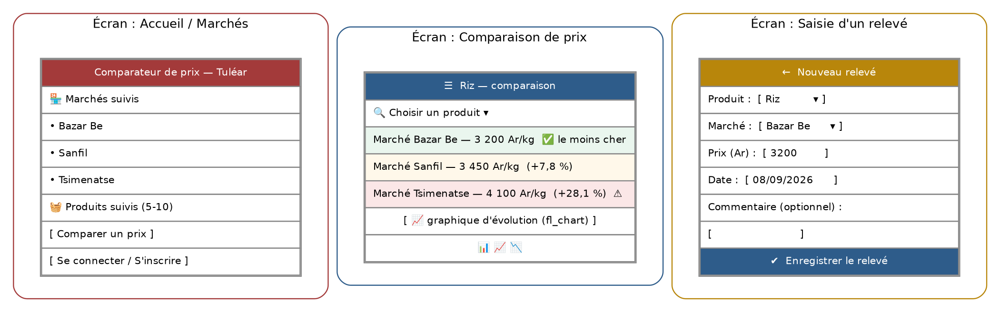 Écran : Accueil / Marchés
Comparateur de prix — Tuléar
🏪 Marchés suivis
• Bazar Be
• Sanfil
• Tsimenatse
🧺 Produits suivis (5-10)
[ Comparer un prix ]
[ Se connecter / S'inscrire ]
Écran : Comparaison de prix
☰ Riz — comparaison
🔍 Choisir un produit ▾
Marché Bazar Be — 3 200 Ar/kg ✅ le moins cher
Marché Sanfil — 3 450 Ar/kg (+7,8 %)
Marché Tsimenatse — 4 100 Ar/kg (+28,1 %) ⚠
[ 📈 graphique d'évolution (fl_chart) ]
📊 📈 📉
Écran : Saisie d'un relevé
← Nouveau relevé
Produit : [ Riz ▾ ]
Marché : [ Bazar Be ▾ ]
Prix (Ar) : [ 3200 ]
Date : [ 08/09/2026 ]
Commentaire (optionnel) :
[ ]
✔ Enregistrer le relevé